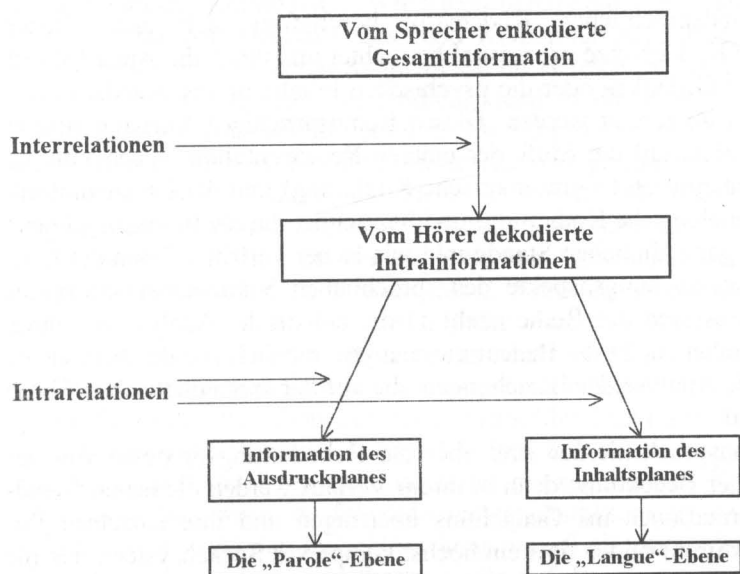 Vom Sprecher enkodierte
Gesamtinformation
Interrelationen
Vom Hörer dekodierte
Intrainformationen
Intrarelationen
Information des
Ausdruckplanes
Information des
Inhaltsplanes
Die „Parole“-Ebene
Die „Langue“-Ebene